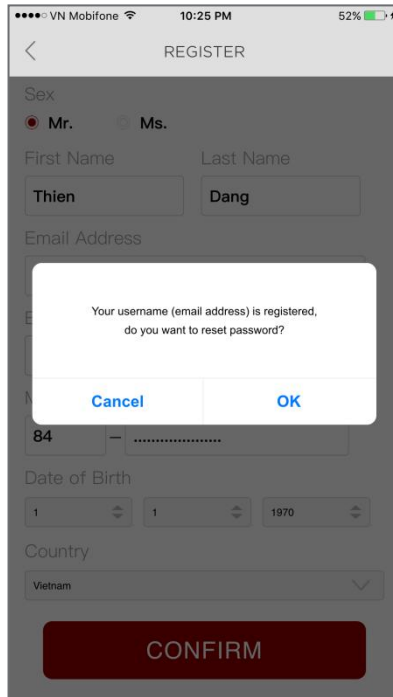 VN Mobifone 10:25 PM 52%
REGISTER
Sex
Mr. Ms.
First Name Last Name
Thien Dang
Email Address
Your username (email address) is registered,
do you want to reset password?
Cancel OK
84 – .....................
Date of Birth
1 1 1970
Country
Vietnam
CONFIRM